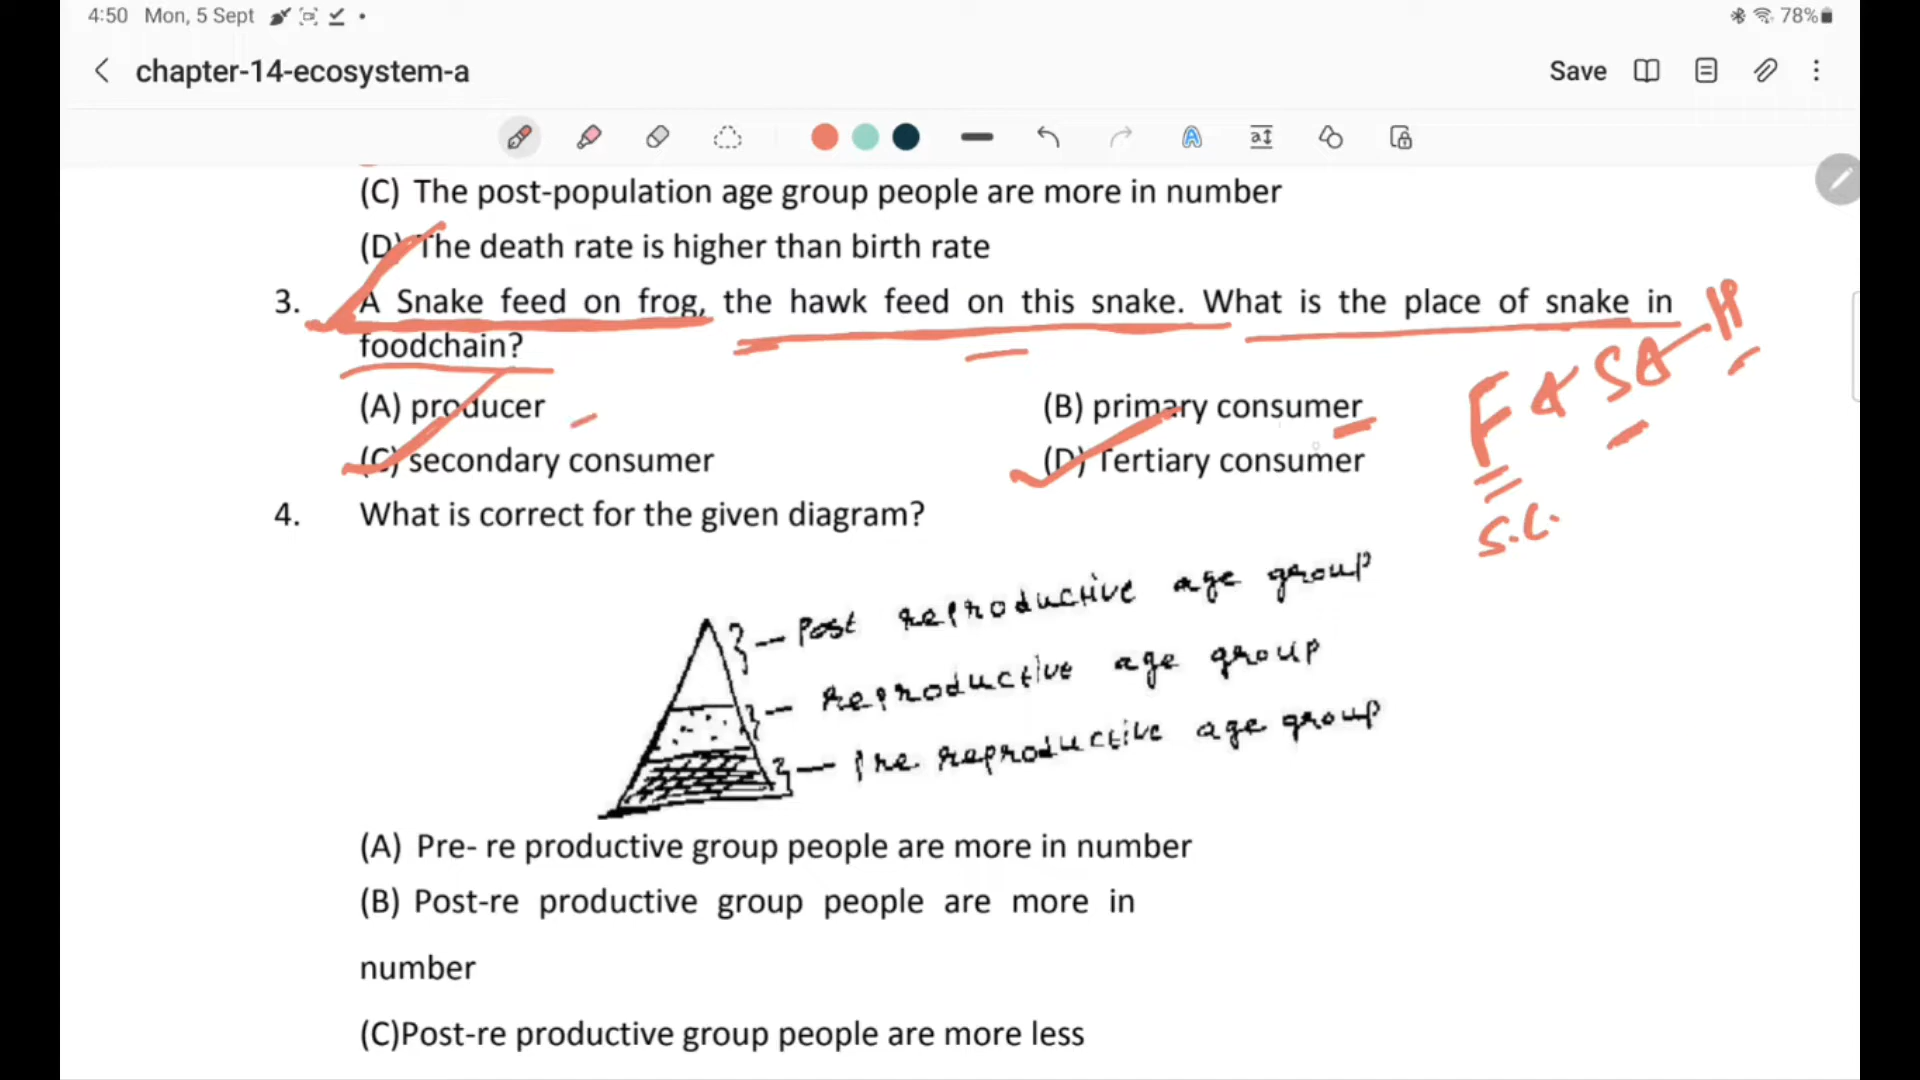 4:50 Mon, 5 Sept 78%
chapter-14-ecosystem-a Save
(C) The post-population age group people are more in number
(D) The death rate is higher than birth rate
3. A Snake feed on frog, the hawk feed on this snake. What is the place of snake in
foodchain?
(A) producer (B) primary consumer
(C) secondary consumer (D) Tertiary consumer
H
F
S.C.
4. What is correct for the given diagram?
Post reproductive age group
reproductive age group
Pre reproductive age group
(A) Pre- re productive group people are more in number
(B) Post-re productive group people are more in
number
(C)Post-re productive group people are more less